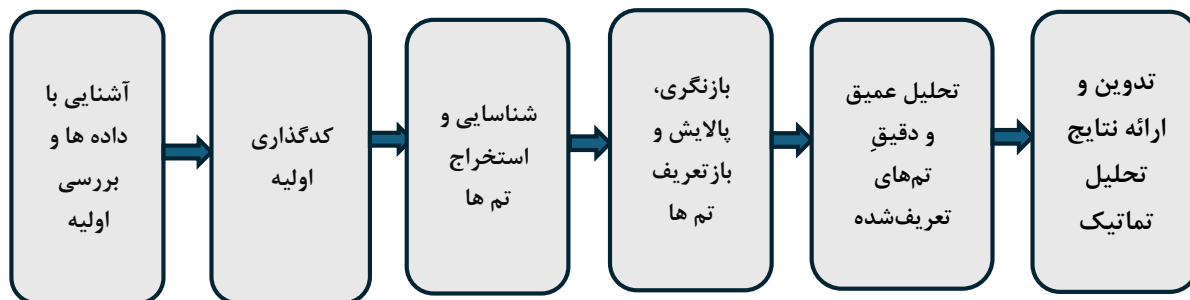 آشنایی با
داده ها و
بررسی
اولیه
کدگذاری
اولیه
شناسایی و
استخراج
تم ها
بازنگری،
پالایش و
بازتعریف
تم ها
تحلیل عمیق
و دقیقِ
تم‌های
تعریف‌شده
تدوین و
ارائه نتایج
تحلیل
تماتیک